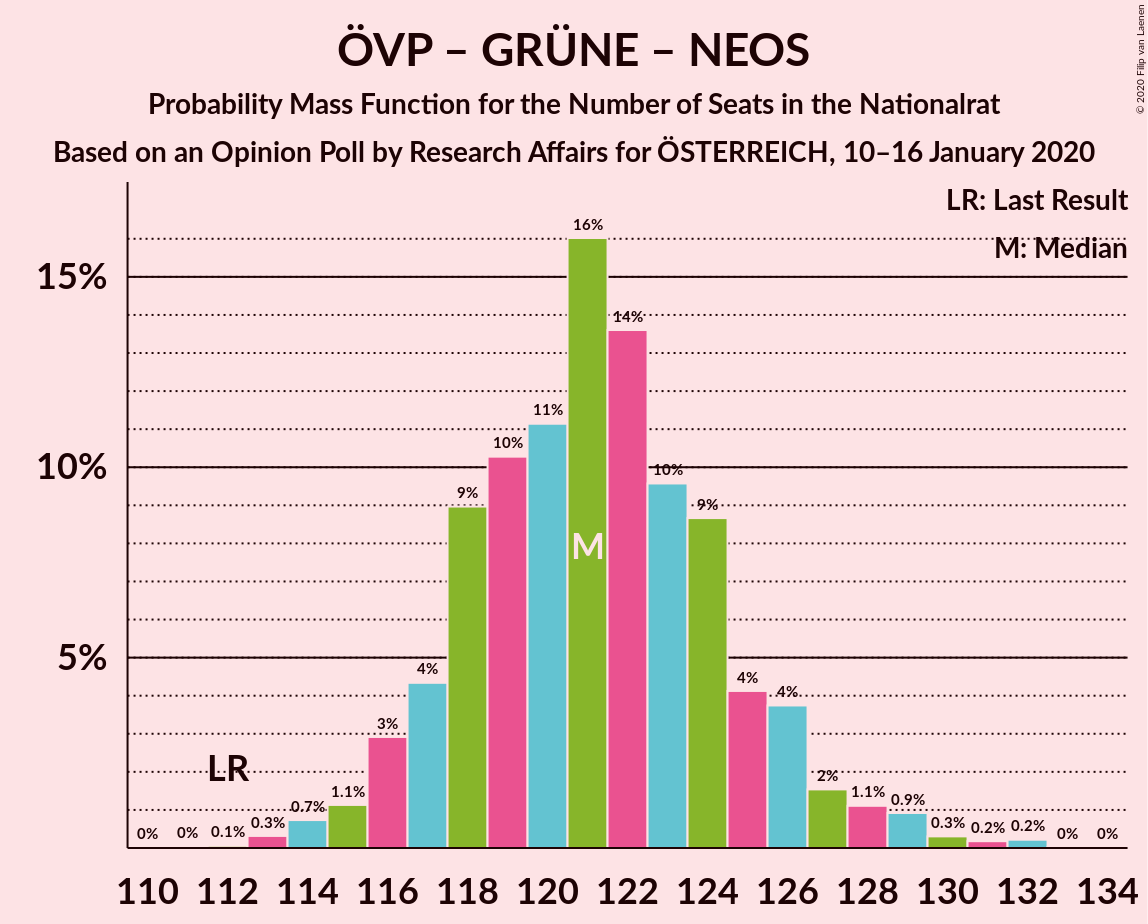 ÖVP – GRÜNE – NEOS
Probability Mass Function for the Number of Seats in the Nationalrat
Based on an Opinion Poll by Research Affairs for ÖSTERREICH, 10–16 January 2020
© 2020 Filip van Laenen
LR: Last Result
M: Median
15%
10%
5%
0% 0% 0.1% 0.3% 0.7% 1.1% 3% 4% 9% 10% 11% 16% 14% 10% 9% 4% 4% 2% 1.1% 0.9% 0.3% 0.2% 0.2% 0% 0%
M
LR
110 112 114 116 118 120 122 124 126 128 130 132 134